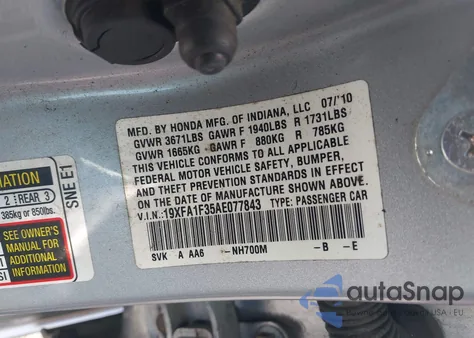 MFD. BY HONDA MFG. OF INDIANA, LLC 07/'10
GVWR 3671LBS GAWR F 1940LBS R 1731LBS
GVWR 1665KG GAWR F 880KG R 785KG
THIS VEHICLE CONFORMS TO ALL APPLICABLE
FEDERAL MOTOR VEHICLE SAFETY, BUMPER,
AND THEFT PREVENTION STANDARDS IN EFFECT
ON THE DATE OF MANUFACTURE SHOWN ABOVE.
V.I.N.:19XFA1F35AE077843 TYPE: PASSENGER CAR
SVK A AA6 -NH700M -B -E
SNE E1
MATION
2 REAR 3
385kg or 850lbs.
SEE OWNER'S
MANUAL FOR
ADDITIONAL
INFORMATION
autoSnap